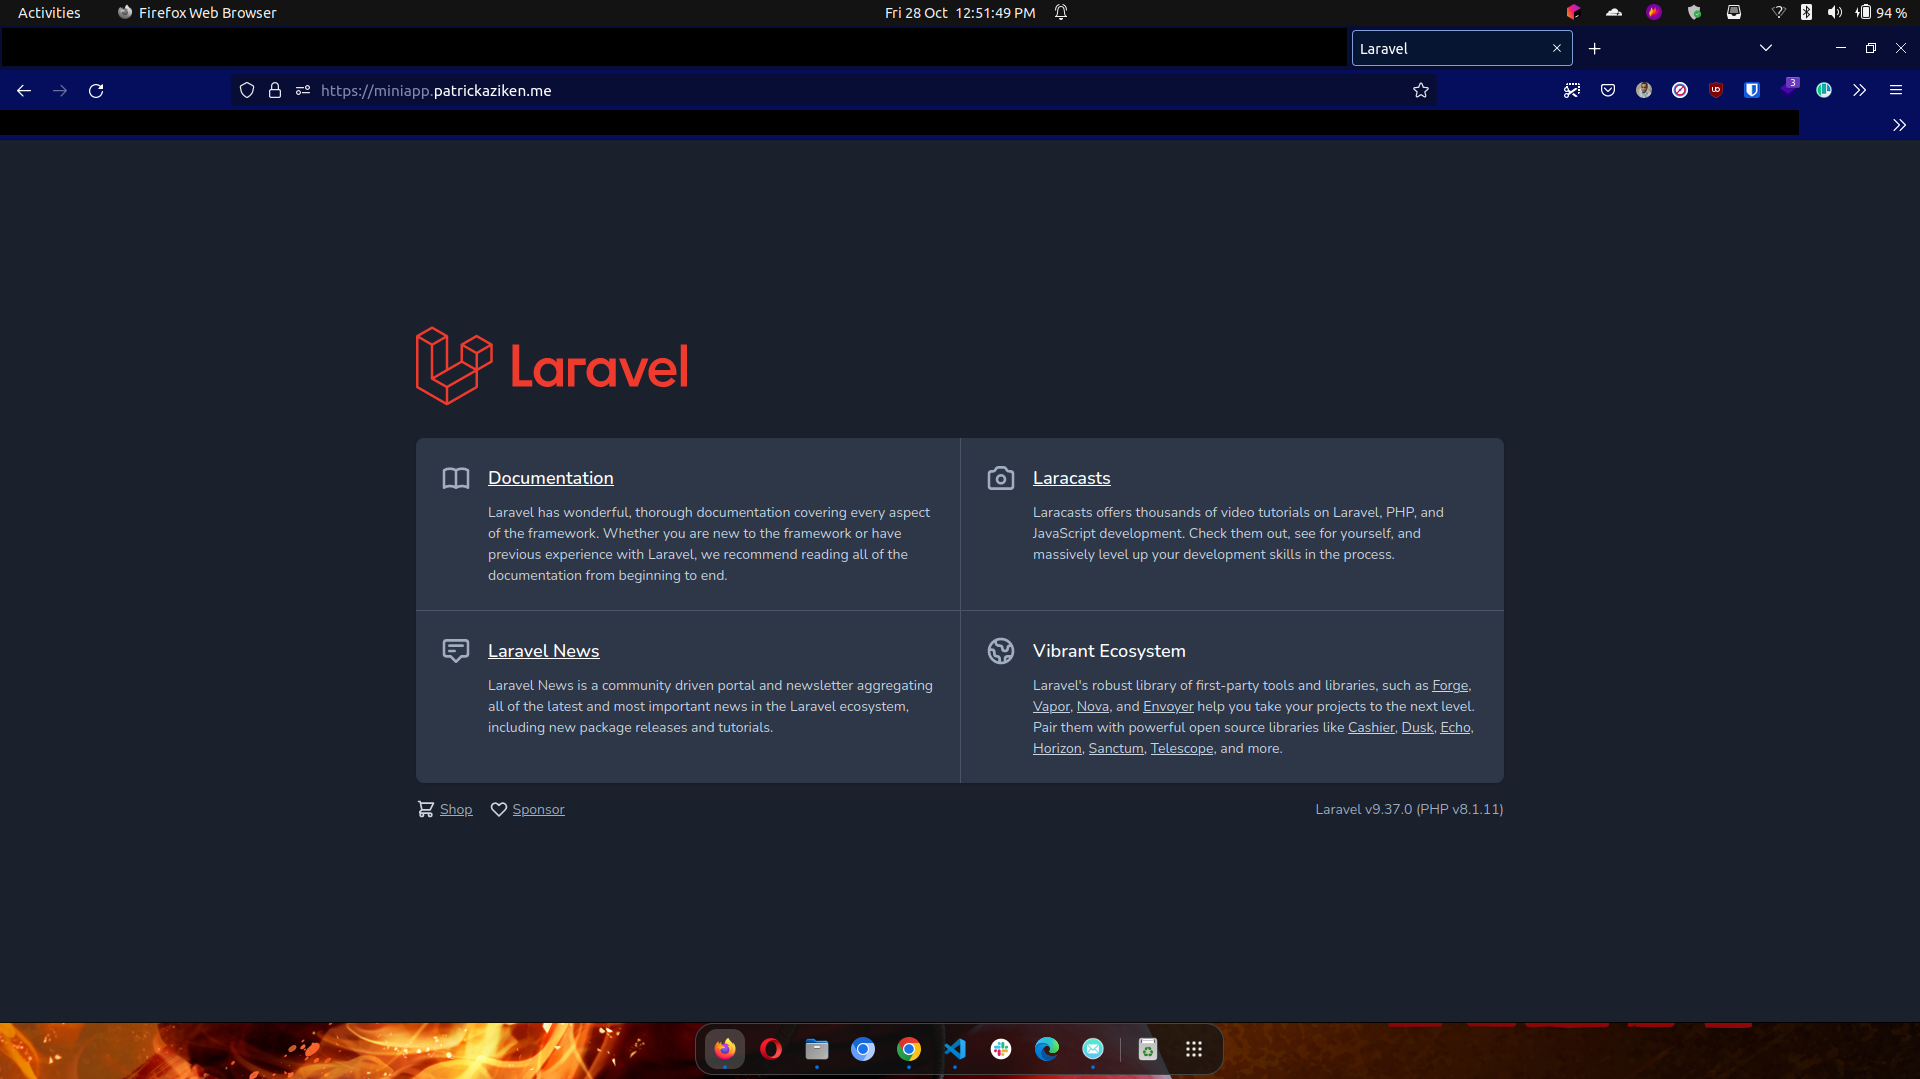 Activities
Firefox Web Browser
Fri 28 Oct 12:51:49 PM
94 %
Laravel
https://miniapp.patrickaziken.me
3
Laravel
Documentation
Laravel has wonderful, thorough documentation covering every aspect
of the framework. Whether you are new to the framework or have
previous experience with Laravel, we recommend reading all of the
documentation from beginning to end.
Laracasts
Laracasts offers thousands of video tutorials on Laravel, PHP, and
JavaScript development. Check them out, see for yourself, and
massively level up your development skills in the process.
Laravel News
Laravel News is a community driven portal and newsletter aggregating
all of the latest and most important news in the Laravel ecosystem,
including new package releases and tutorials.
Vibrant Ecosystem
Laravel's robust library of first-party tools and libraries, such as Forge,
Vapor, Nova, and Envoyer help you take your projects to the next level.
Pair them with powerful open source libraries like Cashier, Dusk, Echo,
Horizon, Sanctum, Telescope, and more.
Shop
Sponsor
Laravel v9.37.0 (PHP v8.1.11)